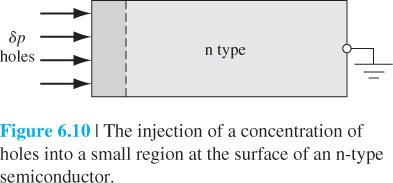 δp
holes
n type
Figure 6.10 | The injection of a concentration of
holes into a small region at the surface of an n-type
semiconductor.